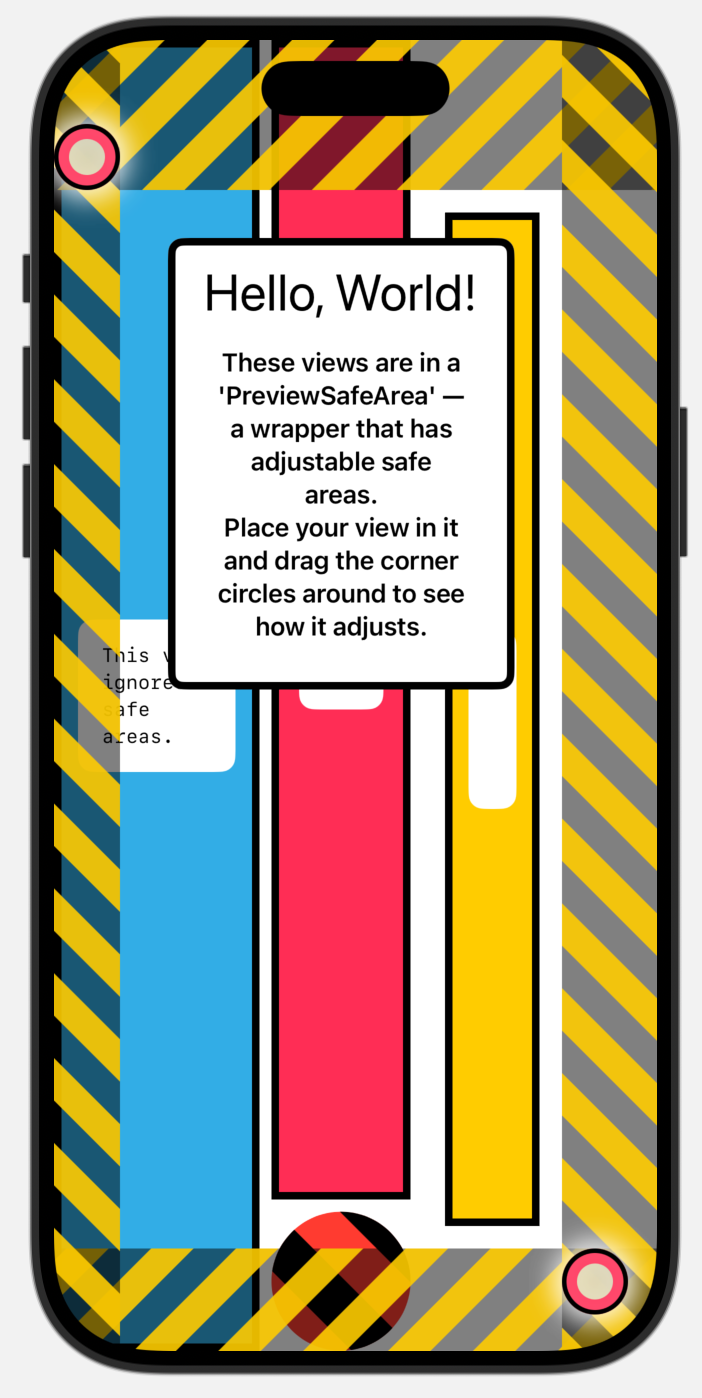 Hello, World!
These views are in a
'PreviewSafeArea' —
a wrapper that has
adjustable safe
areas.
Place your view in it
and drag the corner
circles around to see
how it adjusts.
This
ignore
safe
areas.